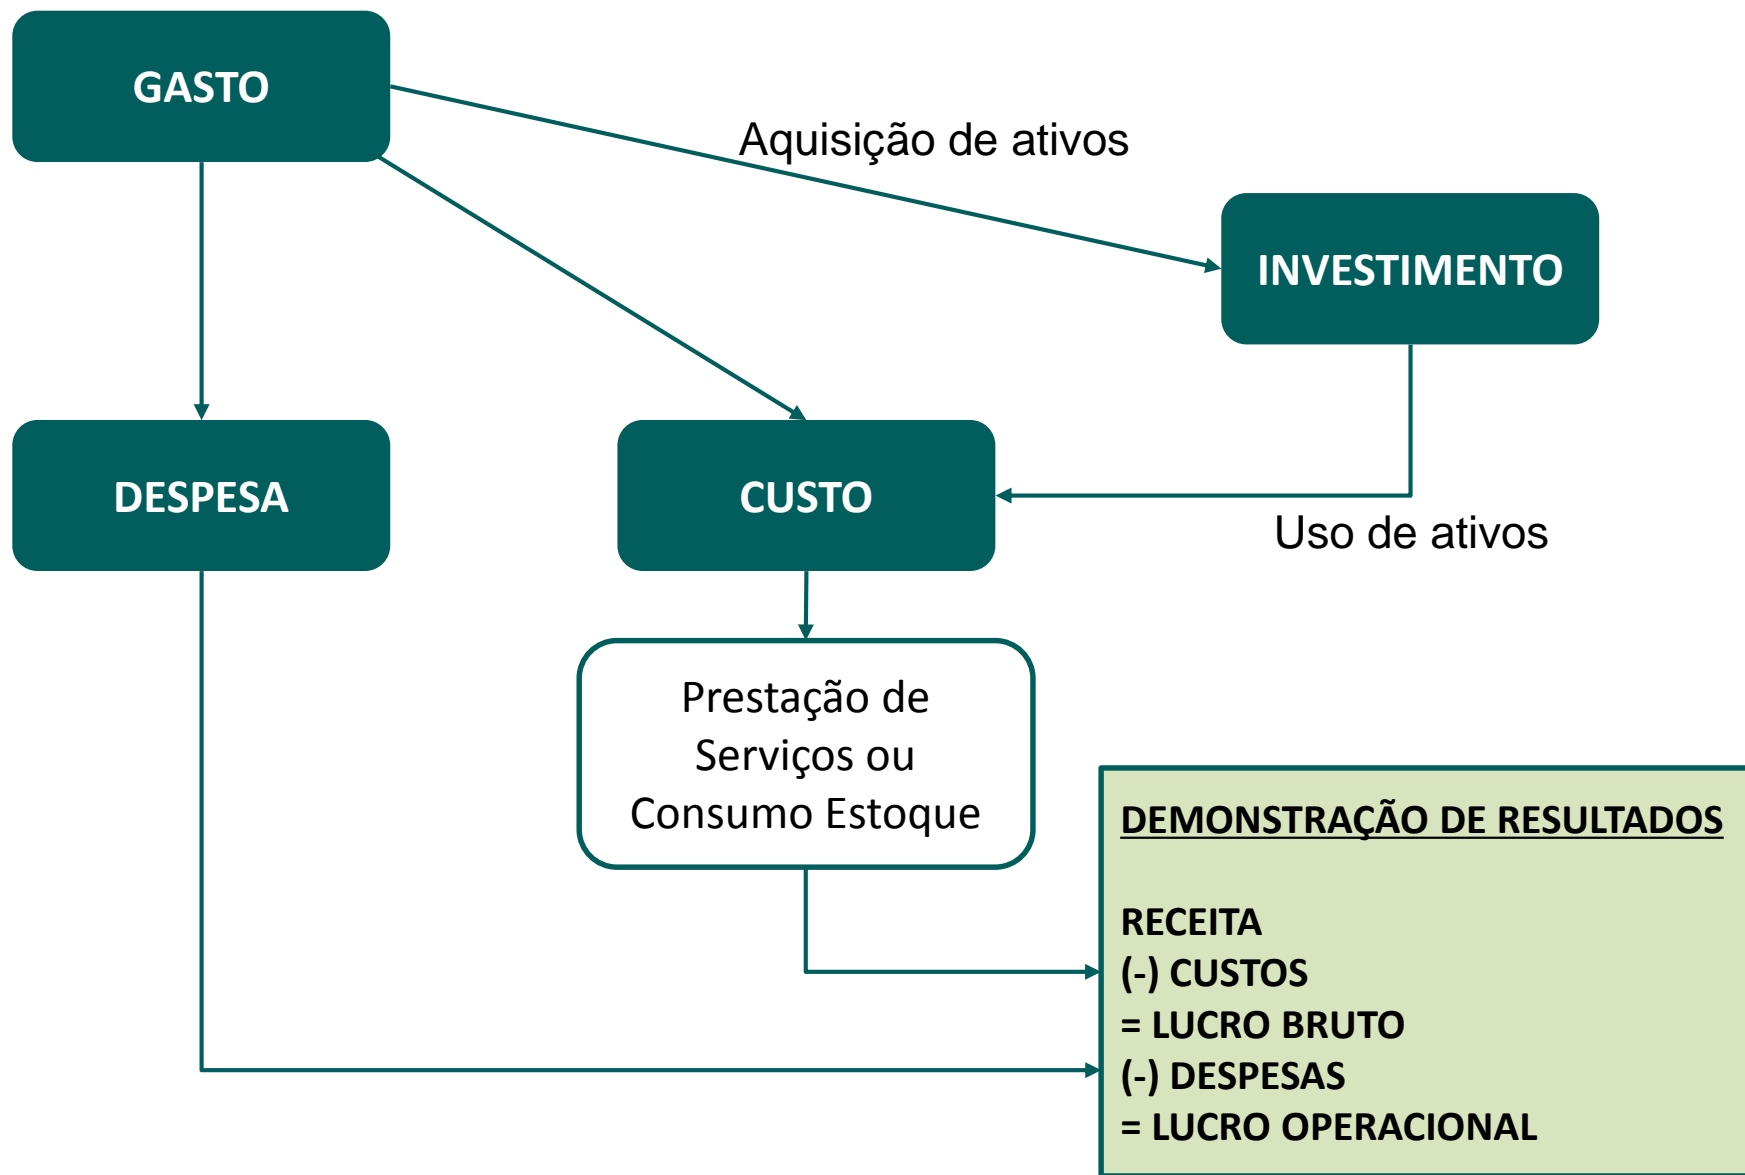 GASTO
Aquisição de ativos
INVESTIMENTO
DESPESA
CUSTO
Uso de ativos
Prestação de
Serviços ou
Consumo Estoque
DEMONSTRAÇÃO DE RESULTADOS
RECEITA
(-) CUSTOS
= LUCRO BRUTO
(-) DESPESAS
= LUCRO OPERACIONAL